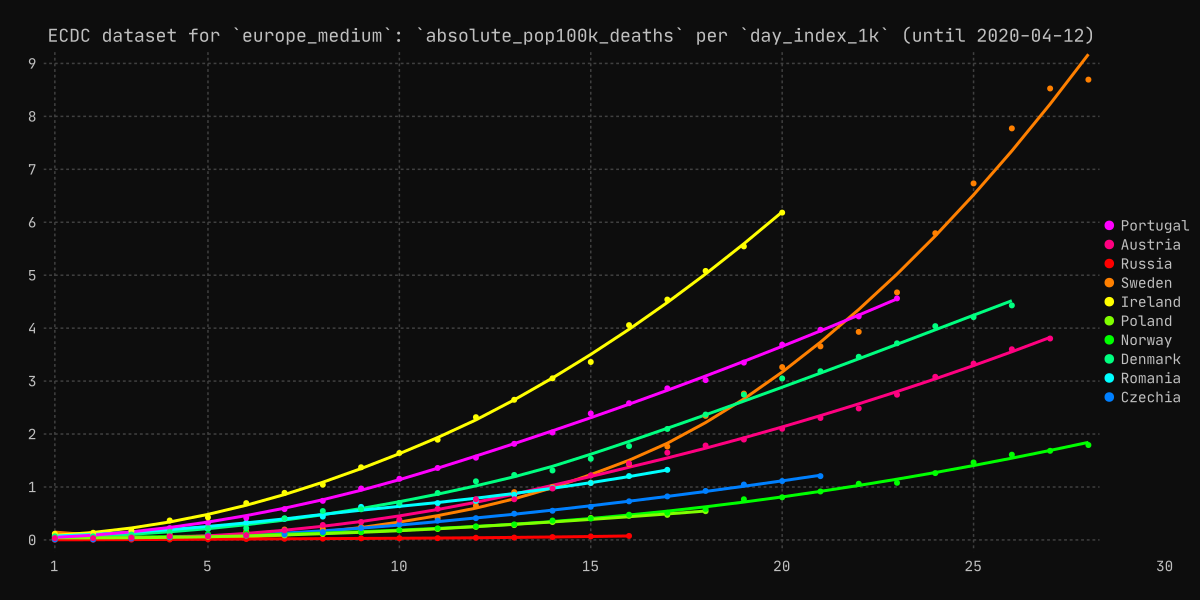 ECDC dataset for `europe_medium`: `absolute_pop100k_deaths` per `day_index_1k` (until 2020-04-12)
9
8
7
6
5
4
3
2
1
0
1 5 10 15 20 25 30
Portugal
Austria
Russia
Sweden
Ireland
Poland
Norway
Denmark
Romania
Czechia